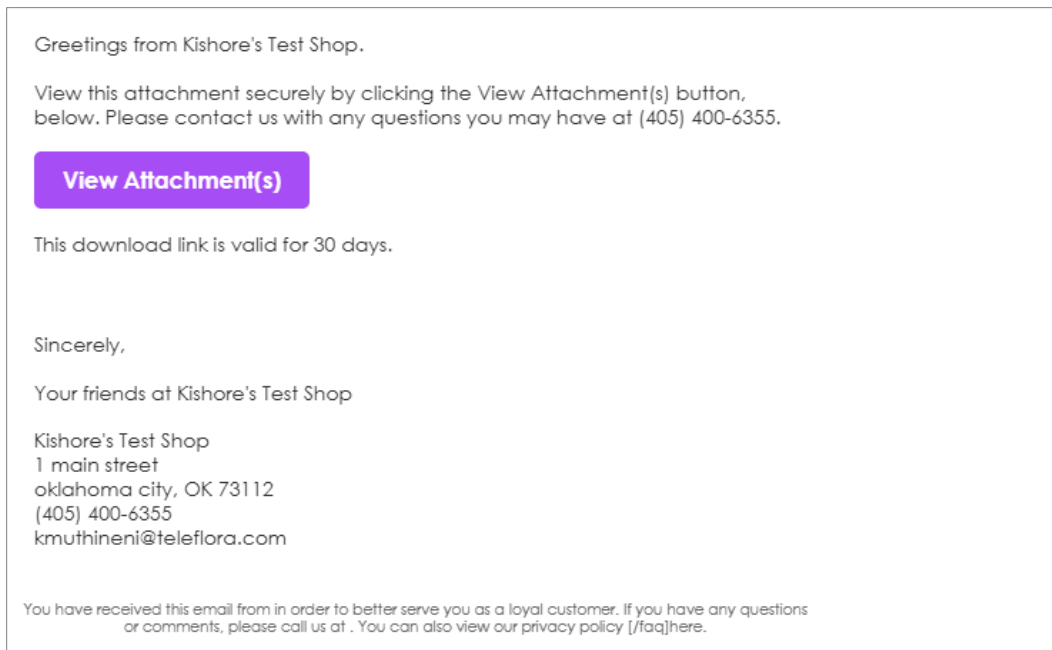 Greetings from Kishore's Test Shop.
View this attachment securely by clicking the View Attachment(s) button,
below. Please contact us with any questions you may have at (405) 400-6355.
View Attachment(s)
This download link is valid for 30 days.
Sincerely,
Your friends at Kishore's Test Shop
Kishore's Test Shop
1 main street
oklahoma city, OK 73112
(405) 400-6355
kmuthineni@teleflora.com
You have received this email from in order to better serve you as a loyal customer. If you have any questions
or comments, please call us at . You can also view our privacy policy [/faq]here.